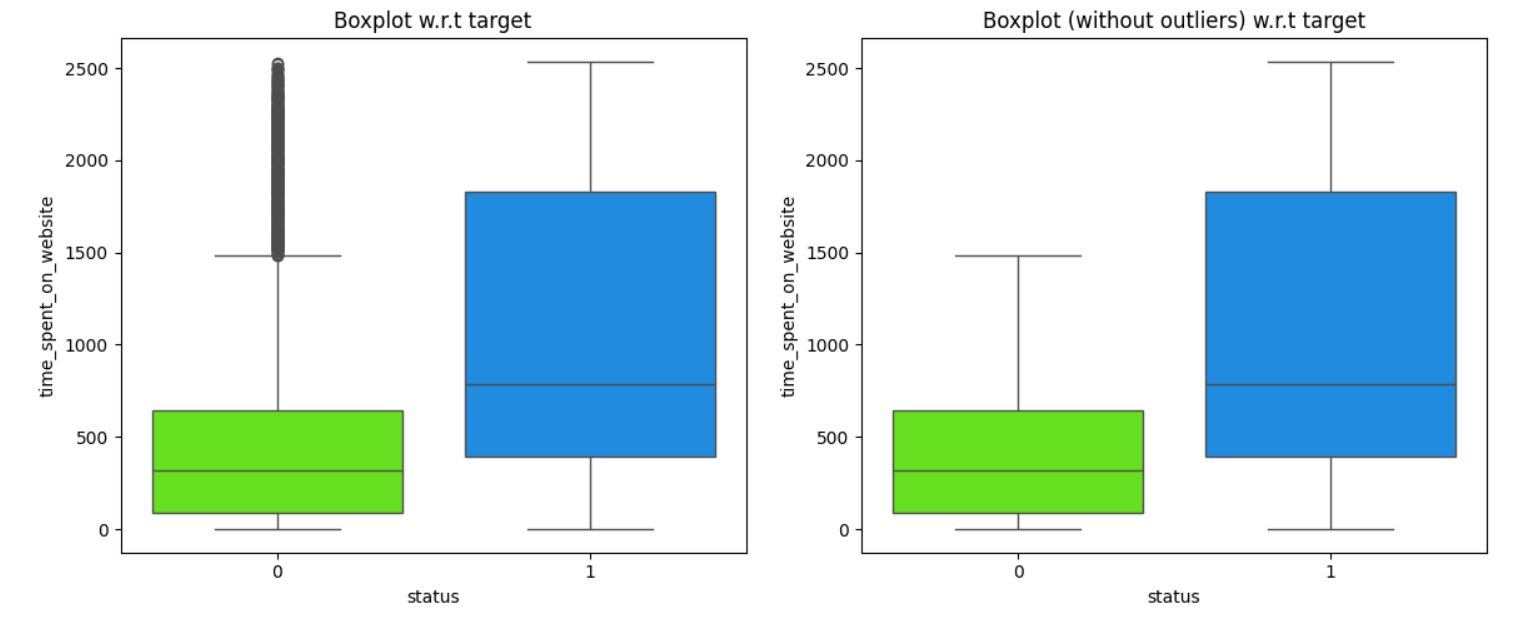 Boxplot w.r.t target
time_spent_on_website
2500
2000
1500
1000
500
0
0 1
status
Boxplot (without outliers) w.r.t target
time_spent_on_website
2500
2000
1500
1000
500
0
0 1
status